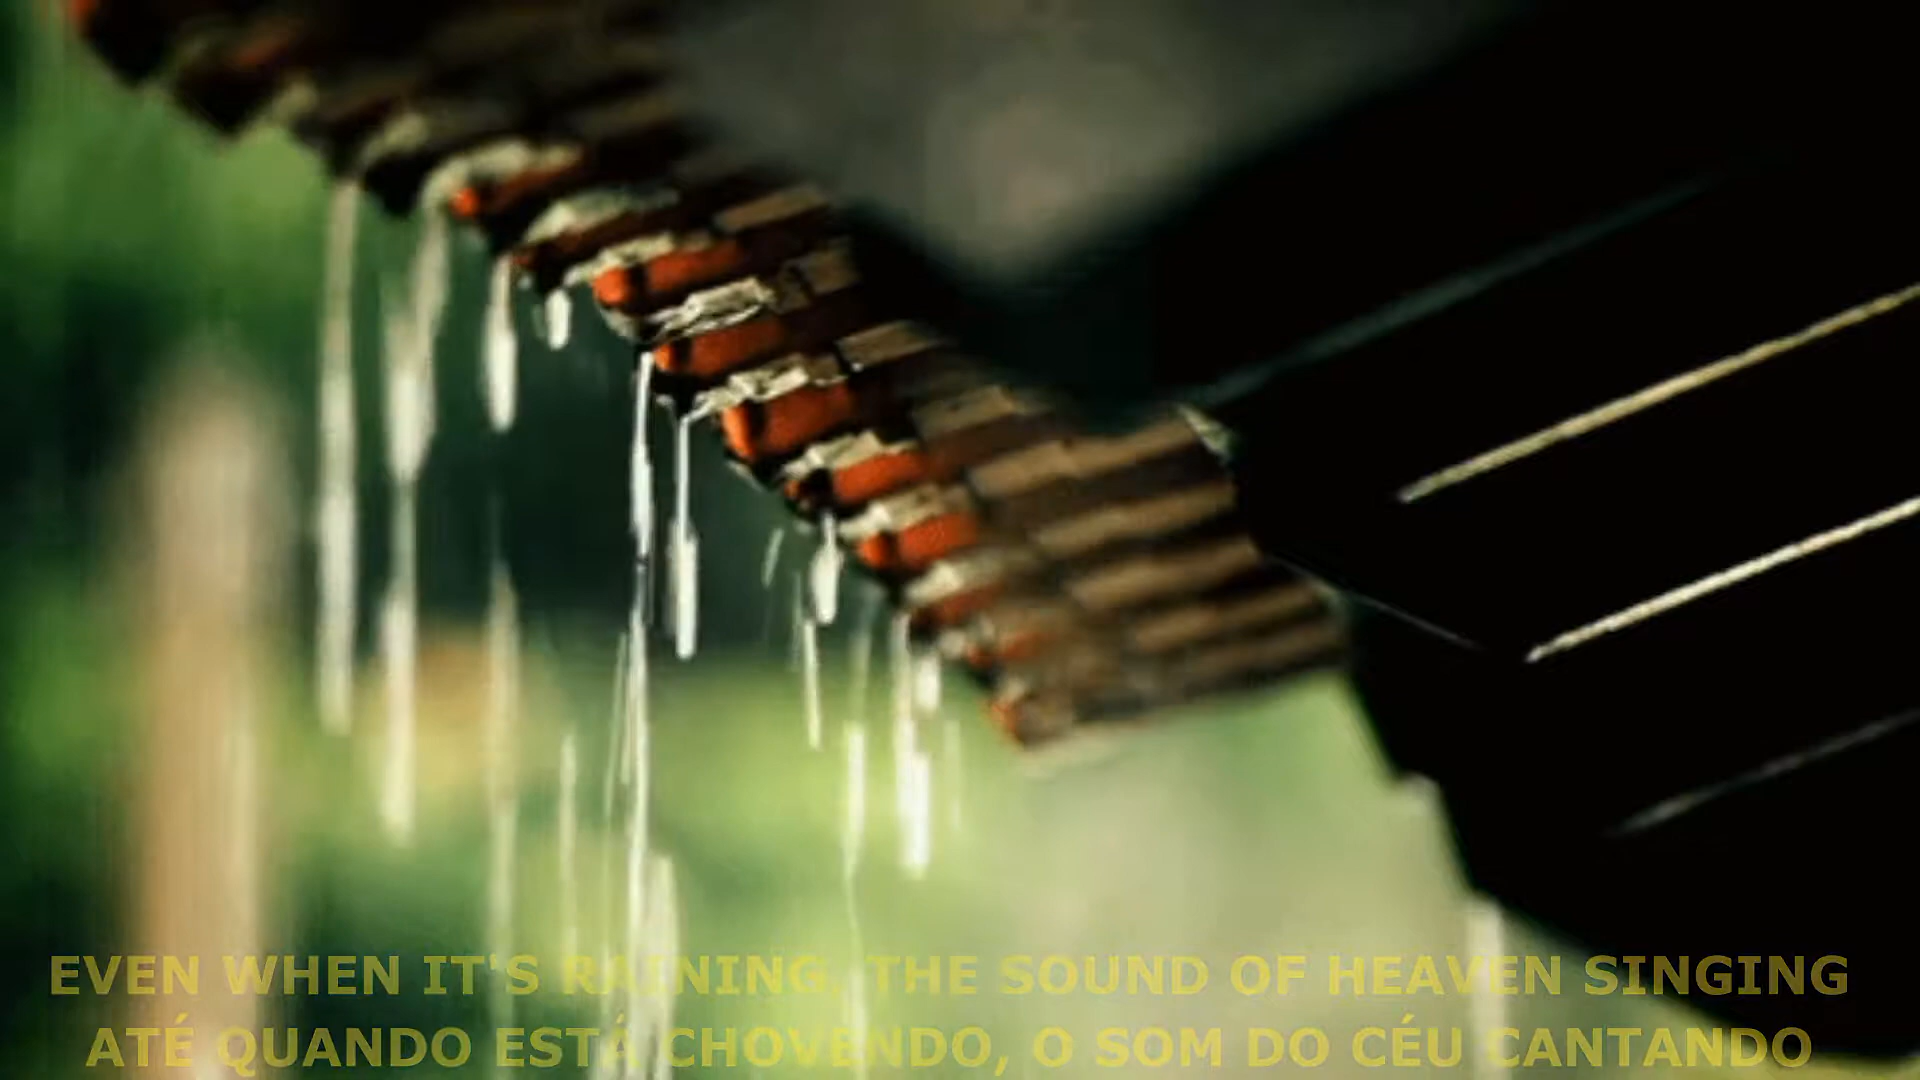 EVEN WHEN IT'S RAINING, THE SOUND OF HEAVEN SINGING
ATÉ QUANDO ESTÁ CHOVENDO, O SOM DO CÉU CANTANDO